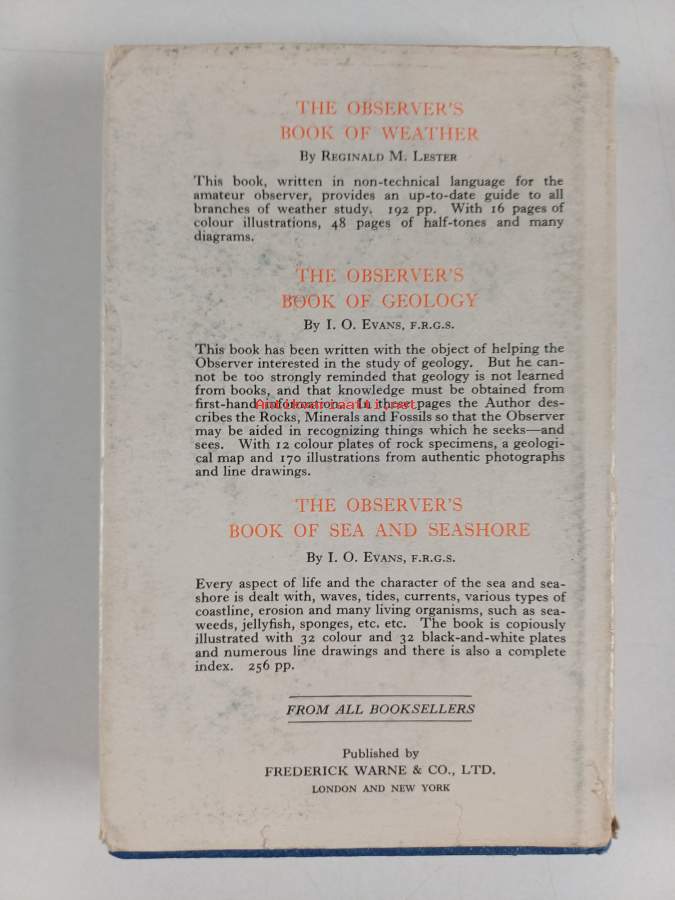 THE OBSERVER'S
BOOK OF WEATHER
By REGINALD M. LESTER
This book, written in non-technical language for the
amateur observer, provides an up-to-date guide to all
branches of weather study. 192 pp. With 16 pages of
colour illustrations, 48 pages of half-tones and many
diagrams.
THE OBSERVER'S
BOOK OF GEOLOGY
By I. O. EVANS, F.R.G.S.
This book has been written with the object of helping the
Observer interested in the study of geology. But he can-
not be too strongly reminded that geology is not learned
from books, and that knowledge must be obtained from
first-hand information. In these pages the Author des-
cribes the Rocks, Minerals and Fossils so that the Observer
may be aided in recognizing things which he seeks—and
sees. With 12 colour plates of rock specimens, a geologi-
cal map and 170 illustrations from authentic photographs
and line drawings.
THE OBSERVER'S
BOOK OF SEA AND SEASHORE
By I. O. EVANS, F.R.G.S.
Every aspect of life and the character of the sea and sea-
shore is dealt with, waves, tides, currents, various types of
coastline, erosion and many living organisms, such as sea-
weeds, jellyfish, sponges, etc. etc. The book is copiously
illustrated with 32 colour and 32 black-and-white plates
and numerous line drawings and there is also a complete
index. 256 pp.
FROM ALL BOOKSELLERS
Published by
FREDERICK WARNE & CO., LTD.
LONDON AND NEW YORK